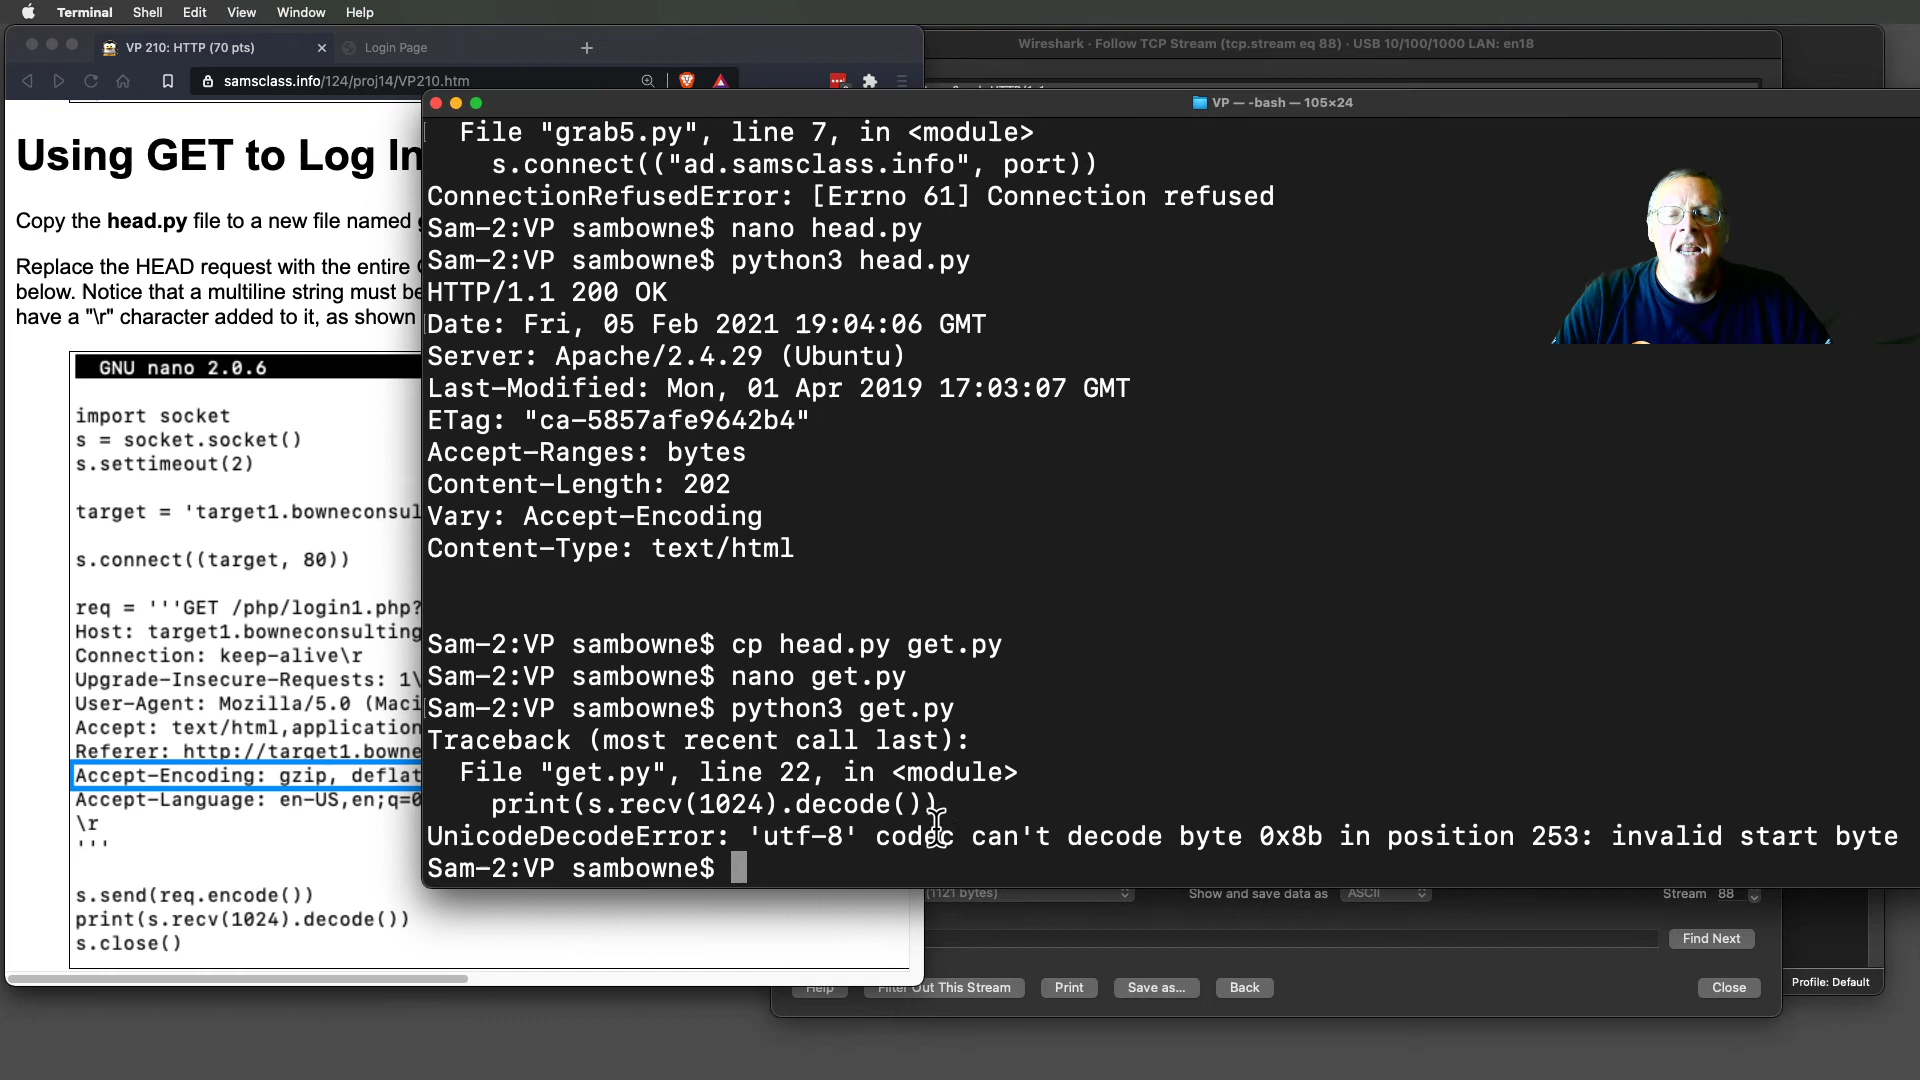 Terminal Shell Edit View Window Help
VP 210: HTTP (70 pts)
Login Page
samsclass.info/124/proj14/VP210.htm
Wireshark · Follow TCP Stream (tcp.stream eq 88) · USB 10/100/1000 LAN: en18
VP — -bash — 105×24
Using GET to Log In
Copy the head.py file to a new file named
Replace the HEAD request with the entire
below. Notice that a multiline string must be
have a "\r" character added to it, as shown
GNU nano 2.0.6
import socket
s = socket.socket()
s.settimeout(2)
target = 'target1.bowneconsul
s.connect((target, 80))
req = '''GET /php/login1.php?
Host: target1.bowneconsulting
Connection: keep-alive\r
Upgrade-Insecure-Requests: 1\
User-Agent: Mozilla/5.0 (Maci
Accept: text/html,application
Referer: http://target1.bowne
Accept-Encoding: gzip, deflat
Accept-Language: en-US,en;q=0
\r
'''
s.send(req.encode())
print(s.recv(1024).decode())
s.close()
File "grab5.py", line 7, in <module>
s.connect(("ad.samsclass.info", port))
ConnectionRefusedError: [Errno 61] Connection refused
Sam-2:VP sambowne$ nano head.py
Sam-2:VP sambowne$ python3 head.py
HTTP/1.1 200 OK
Date: Fri, 05 Feb 2021 19:04:06 GMT
Server: Apache/2.4.29 (Ubuntu)
Last-Modified: Mon, 01 Apr 2019 17:03:07 GMT
ETag: "ca-5857afe9642b4"
Accept-Ranges: bytes
Content-Length: 202
Vary: Accept-Encoding
Content-Type: text/html
Sam-2:VP sambowne$ cp head.py get.py
Sam-2:VP sambowne$ nano get.py
Sam-2:VP sambowne$ python3 get.py
Traceback (most recent call last):
File "get.py", line 22, in <module>
print(s.recv(1024).decode())
UnicodeDecodeError: 'utf-8' codec can't decode byte 0x8b in position 253: invalid start byte
Sam-2:VP sambowne$
(1121 bytes)
Show and save data as ASCII
Stream 88
Find Next
Help
Filter Out This Stream
Print
Save as...
Back
Close
Profile: Default